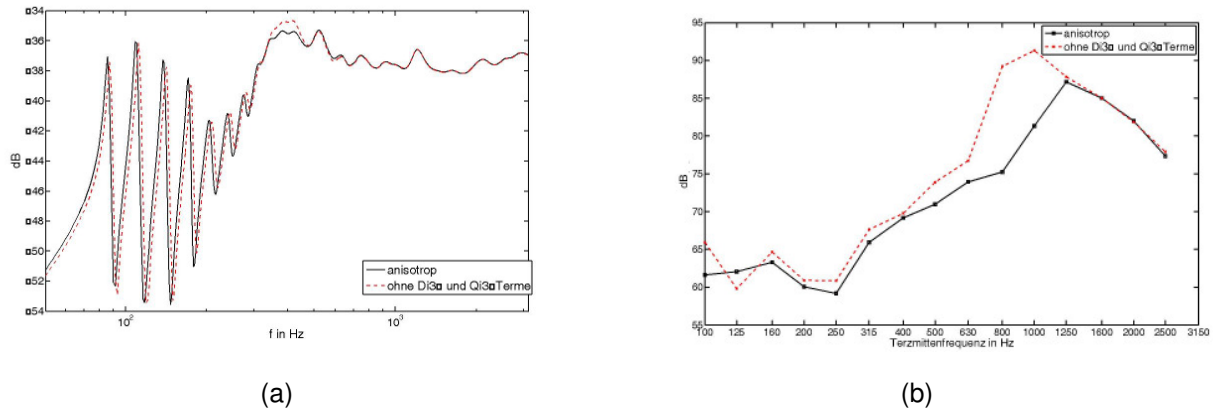 ▯34
▯36
▯38
▯40
▯42
▯44
▯46
▯48
▯50
▯52
▯54
dB
10²
10³
f in Hz
anisotrop
ohne Di3▯ und Qi3▯Terme
(a)
95
90
85
80
75
70
65
60
55
dB
100 125 160 200 250 315 400 500 630 800 1000 1250 1600 2000 2500 3150
Terzmittenfrequenz in Hz
anisotrop
ohne Di3▯ und Qi3▯Terme
(b)